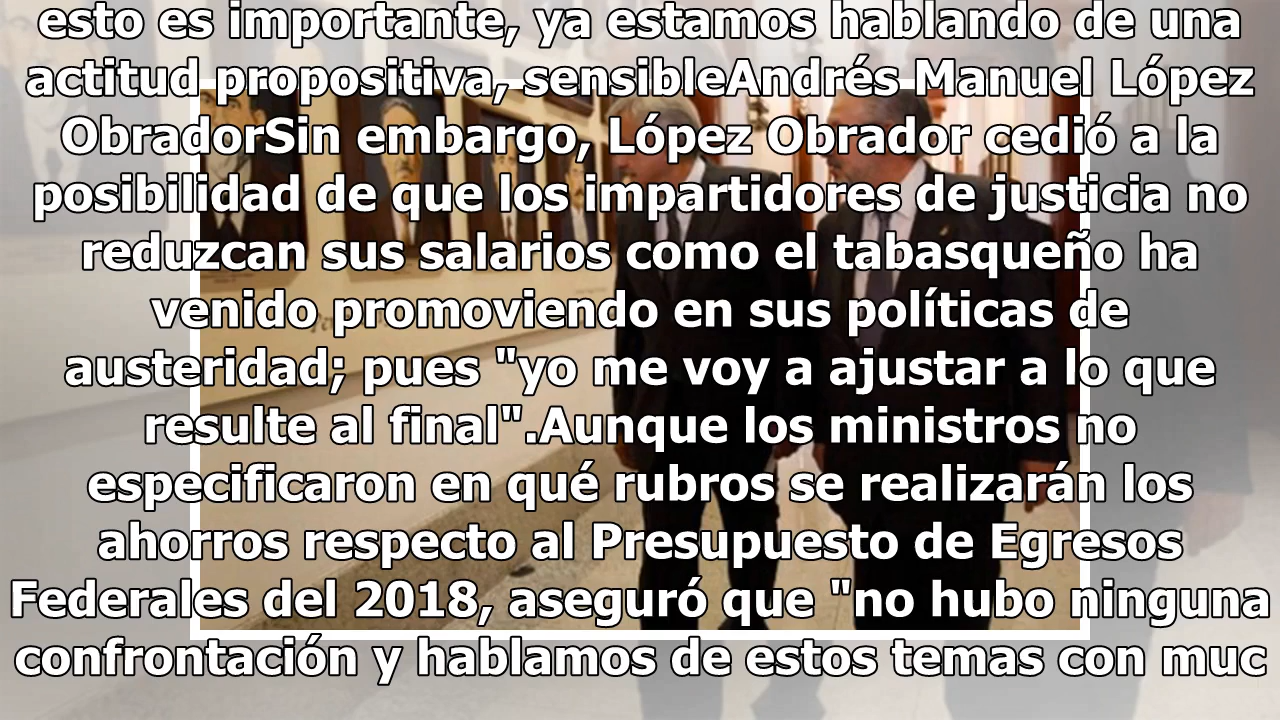 esto es importante, ya estamos hablando de una
actitud propositiva, sensibleAndrés Manuel López
ObradorSin embargo, López Obrador cedió a la
posibilidad de que los impartidores de justicia no
reduzcan sus salarios como el tabasqueño ha
venido promoviendo en sus políticas de
austeridad; pues "yo me voy a ajustar a lo que
resulte al final".Aunque los ministros no
especificaron en qué rubros se realizarán los
ahorros respecto al Presupuesto de Egresos
Federales del 2018, aseguró que "no hubo ninguna
confrontación y hablamos de estos temas con muc